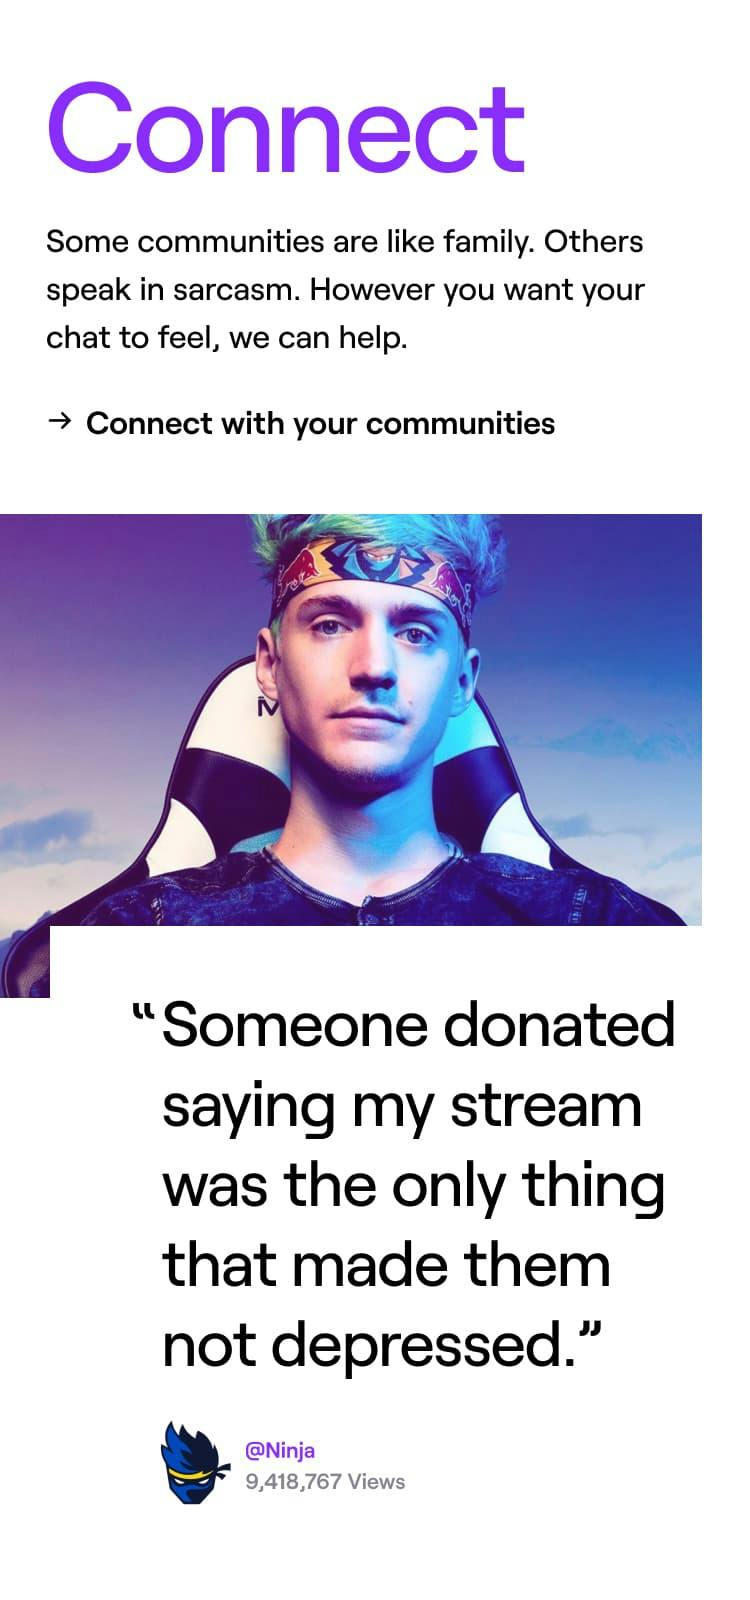 Connect
Some communities are like family. Others
speak in sarcasm. However you want your
chat to feel, we can help.
→ Connect with your communities
“Someone donated
saying my stream
was the only thing
that made them
not depressed.”
@Ninja
9,418,767 Views